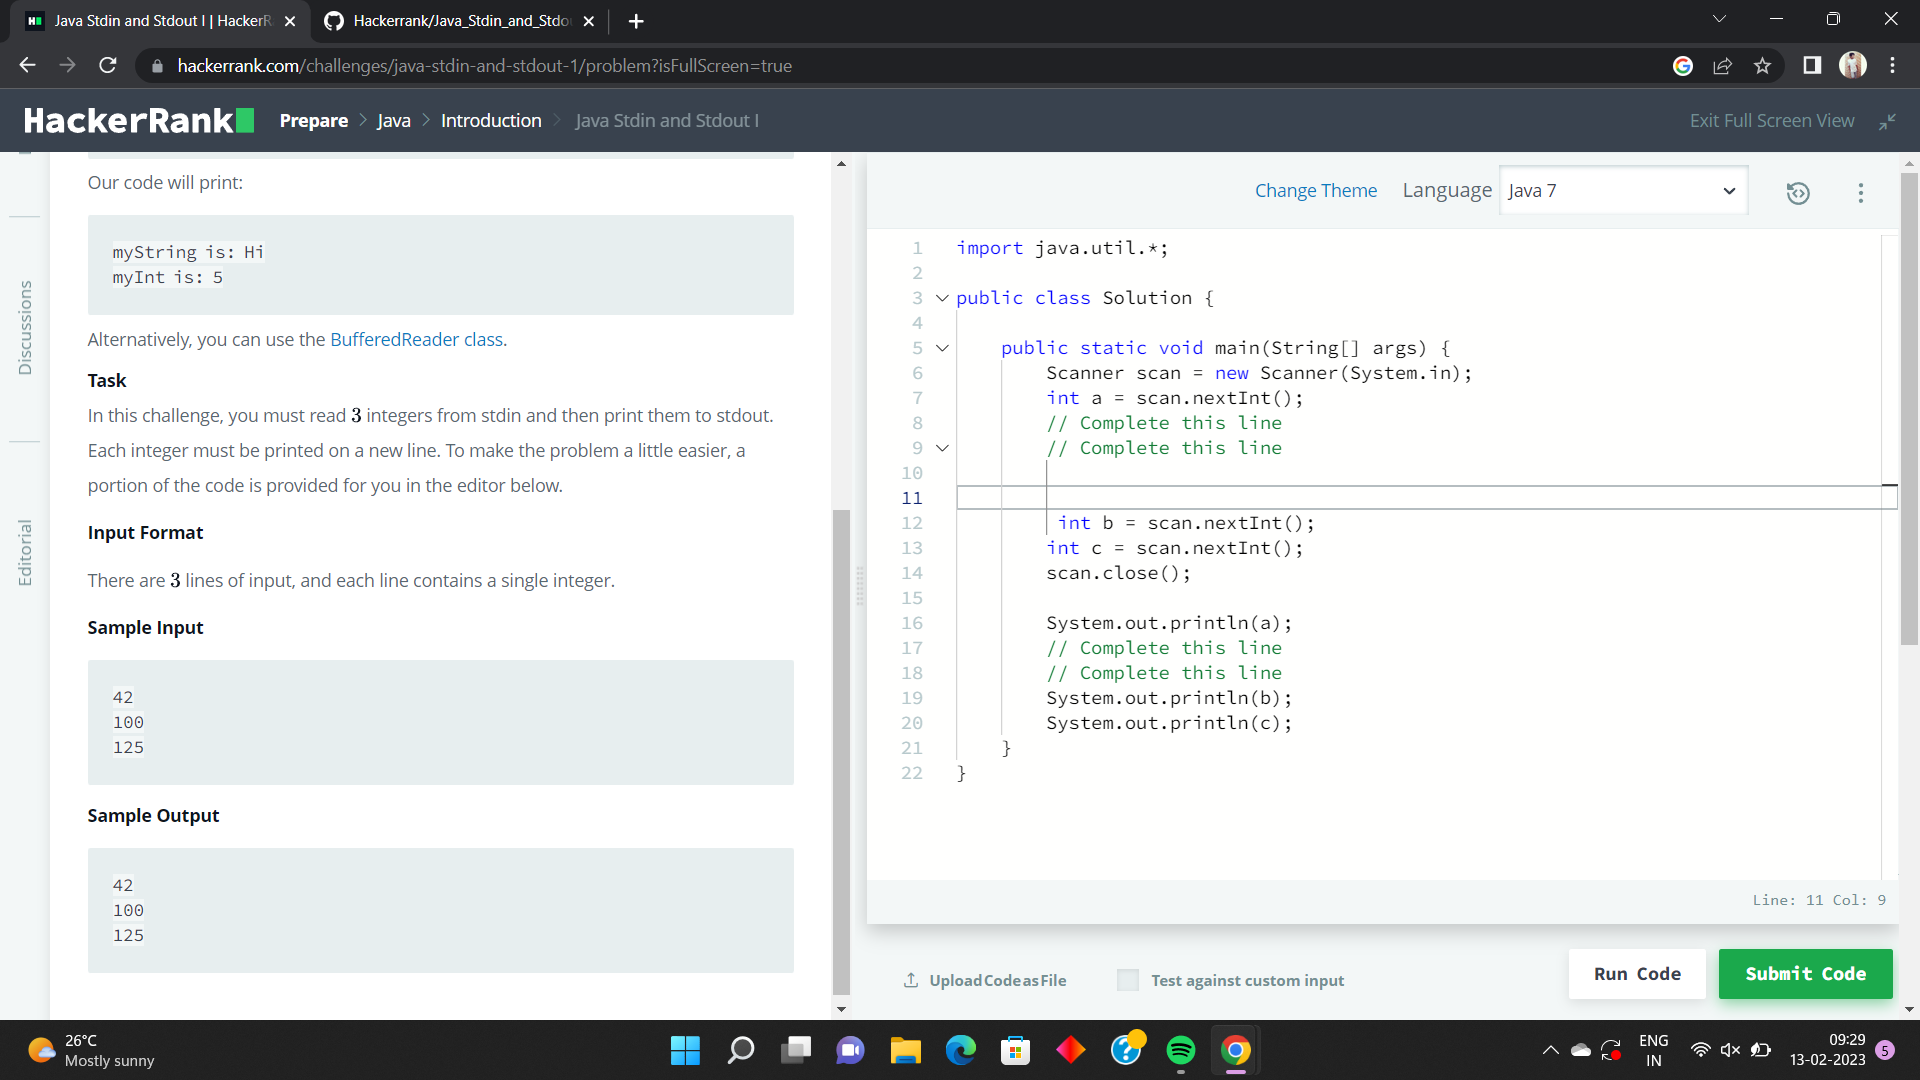 Java Stdin and Stdout I | HackerR
Hackerrank/Java_Stdin_and_Stdo
hackerrank.com/challenges/java-stdin-and-stdout-1/problem?isFullScreen=true
HackerRank
Prepare > Java > Introduction > Java Stdin and Stdout I
Exit Full Screen View
Discussions
Editorial
Our code will print:
myString is: Hi
myInt is: 5
Alternatively, you can use the BufferedReader class.
Task
In this challenge, you must read 3 integers from stdin and then print them to stdout.
Each integer must be printed on a new line. To make the problem a little easier, a
portion of the code is provided for you in the editor below.
Input Format
There are 3 lines of input, and each line contains a single integer.
Sample Input
42
100
125
Sample Output
42
100
125
Change Theme Language Java 7
1 import java.util.*;
2
3 public class Solution {
4
5     public static void main(String[] args) {
6         Scanner scan = new Scanner(System.in);
7         int a = scan.nextInt();
8         // Complete this line
9         // Complete this line
10
11
12          int b = scan.nextInt();
13         int c = scan.nextInt();
14         scan.close();
15
16         System.out.println(a);
17         // Complete this line
18         // Complete this line
19         System.out.println(b);
20         System.out.println(c);
21     }
22 }
Line: 11 Col: 9
Upload Code as File
Test against custom input
Run Code
Submit Code
26°C
Mostly sunny
ENG
IN
09:29
13-02-2023
5